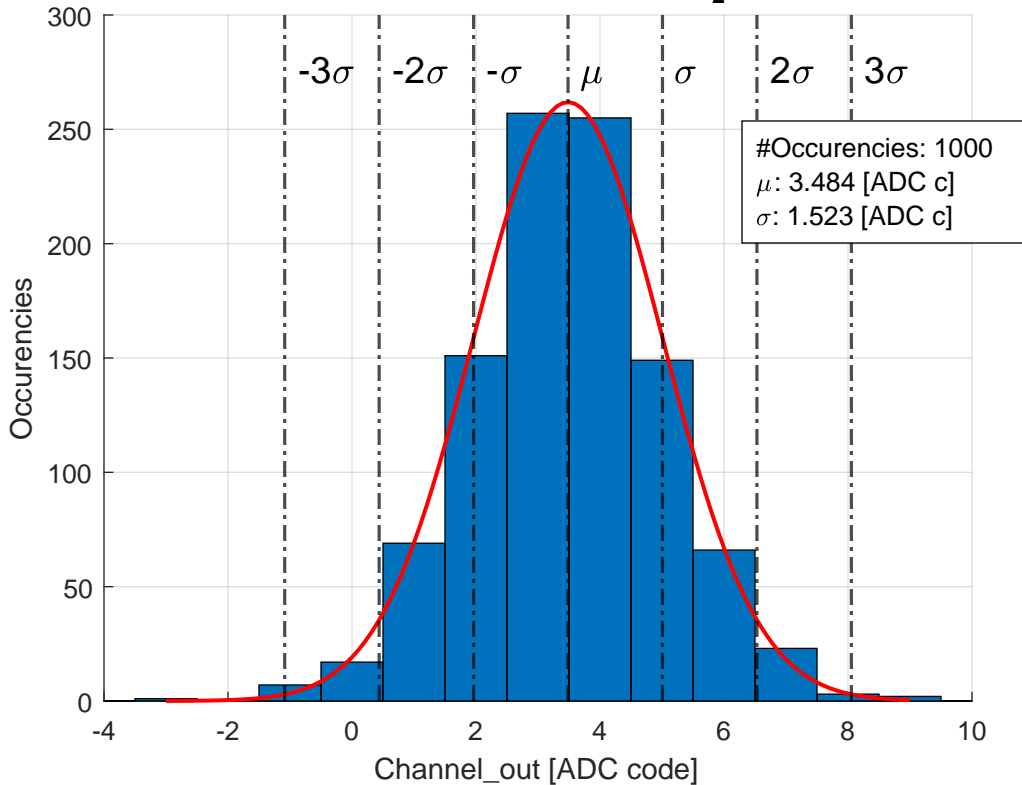 300
250
200
150
100
50
0
-3σ -2σ -σ μ σ 2σ 3σ
#Occurencies: 1000
μ: 3.484 [ADC c]
σ: 1.523 [ADC c]
Occurencies
-4 -2 0 2 4 6 8 10
Channel_out [ADC code]